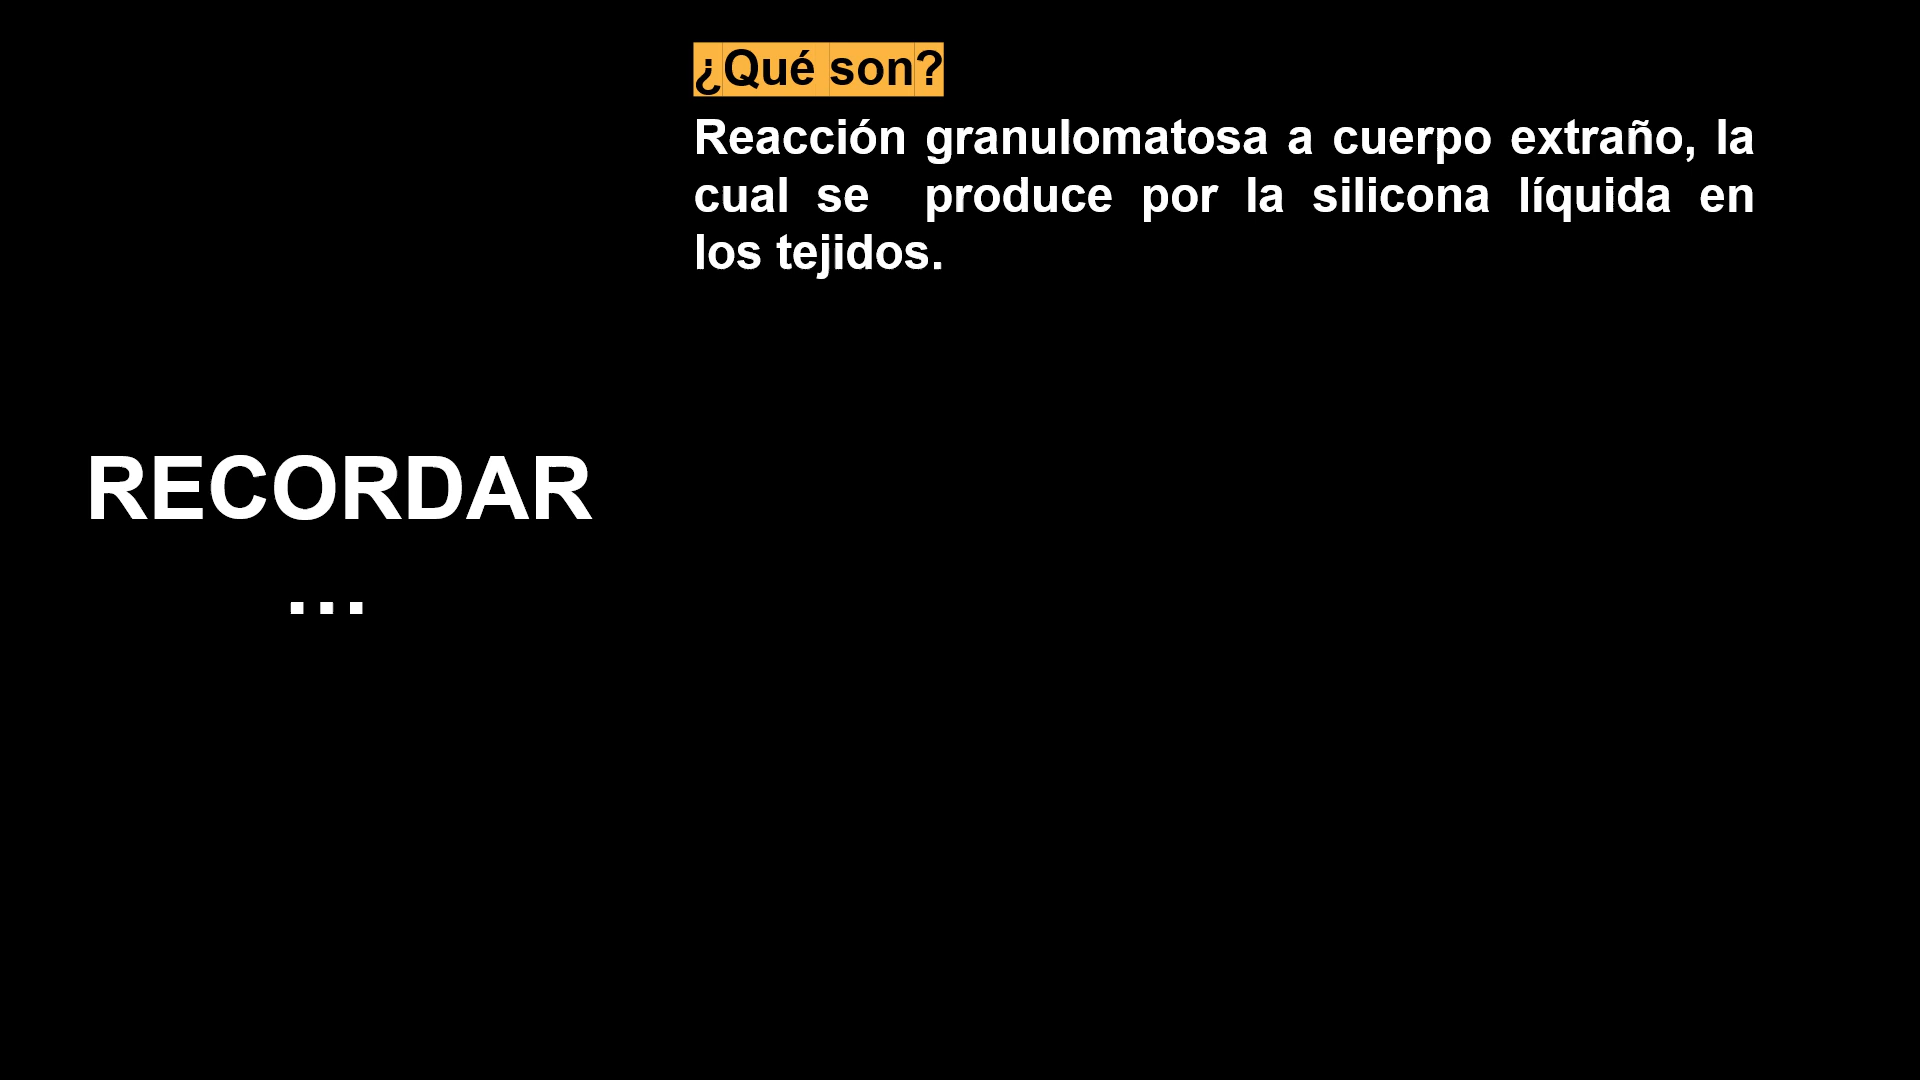 ¿Qué son?
Reacción granulomatosa a cuerpo extraño, la
cual se produce por la silicona líquida en
los tejidos.
RECORDAR
...